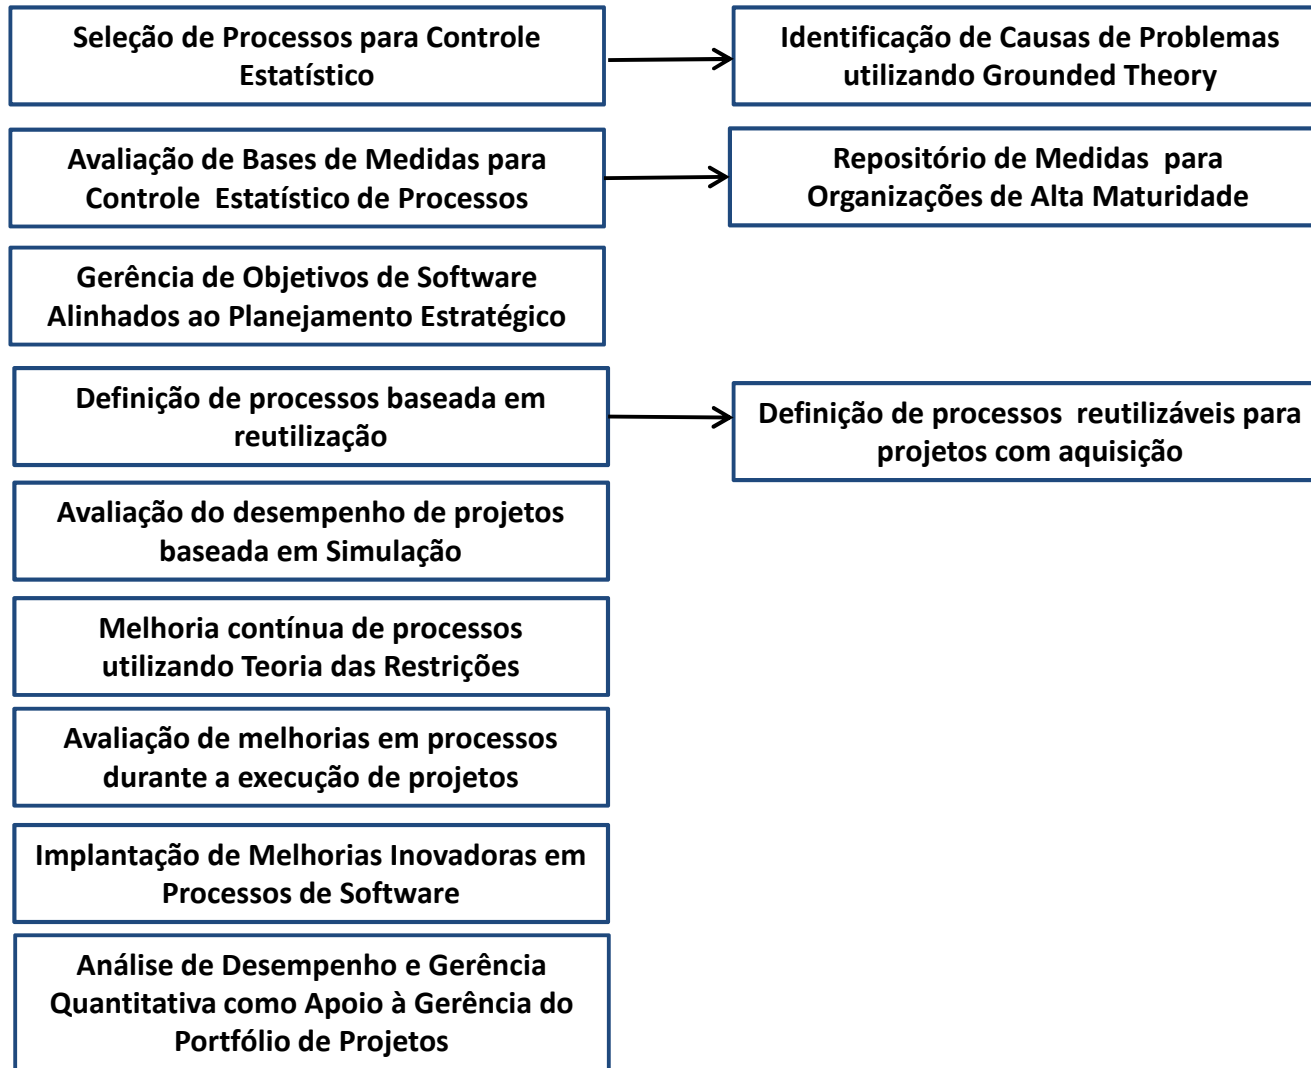 Seleção de Processos para Controle
Estatístico
Identificação de Causas de Problemas
utilizando Grounded Theory
Avaliação de Bases de Medidas para
Controle Estatístico de Processos
Repositório de Medidas para
Organizações de Alta Maturidade
Gerência de Objetivos de Software
Alinhados ao Planejamento Estratégico
Definição de processos baseada em
reutilização
Definição de processos reutilizáveis para
projetos com aquisição
Avaliação do desempenho de projetos
baseada em Simulação
Melhoria contínua de processos
utilizando Teoria das Restrições
Avaliação de melhorias em processos
durante a execução de projetos
Implantação de Melhorias Inovadoras em
Processos de Software
Análise de Desempenho e Gerência
Quantitativa como Apoio à Gerência do
Portfólio de Projetos